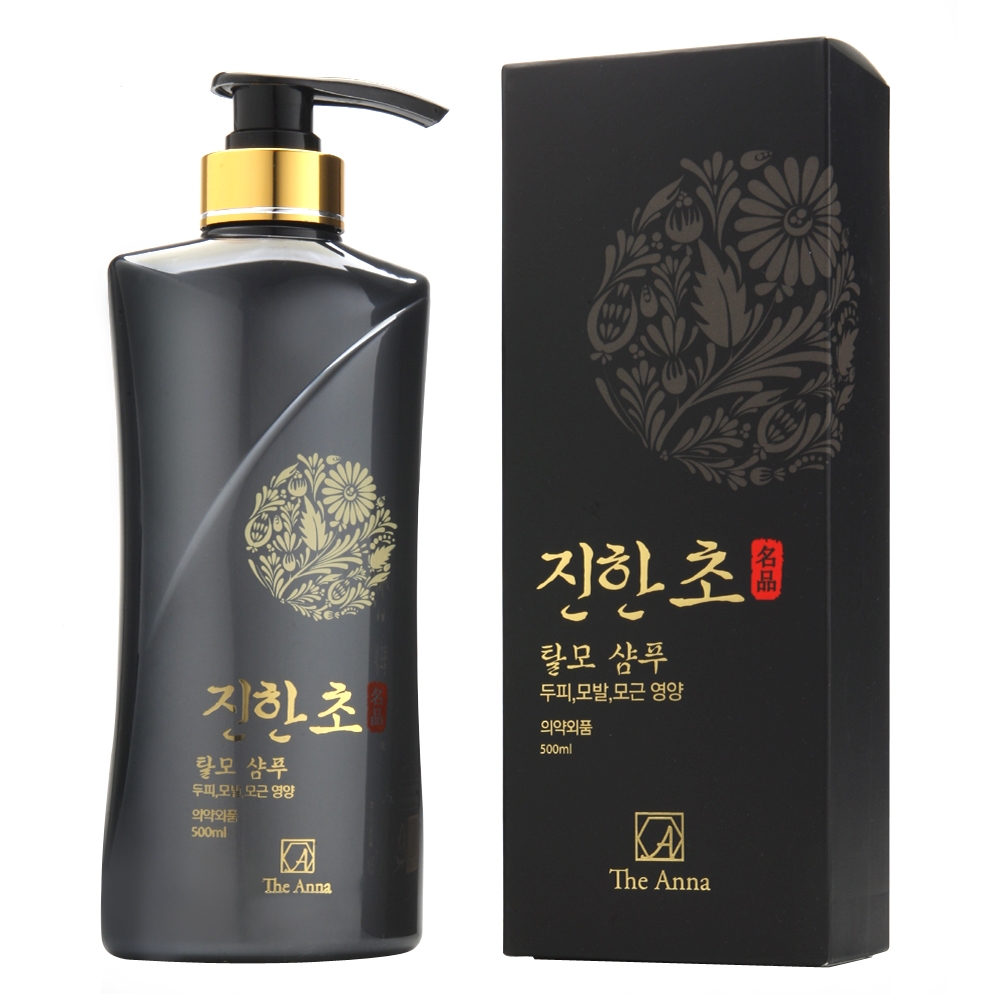 진한 초
名品
탈모 샴푸
두피,모발,모근 영양
의약외품
500ml
A
The Anna
진한 초
名品
탈모 샴푸
두피,모발,모근 영양
의약외품
500ml
A
The Anna